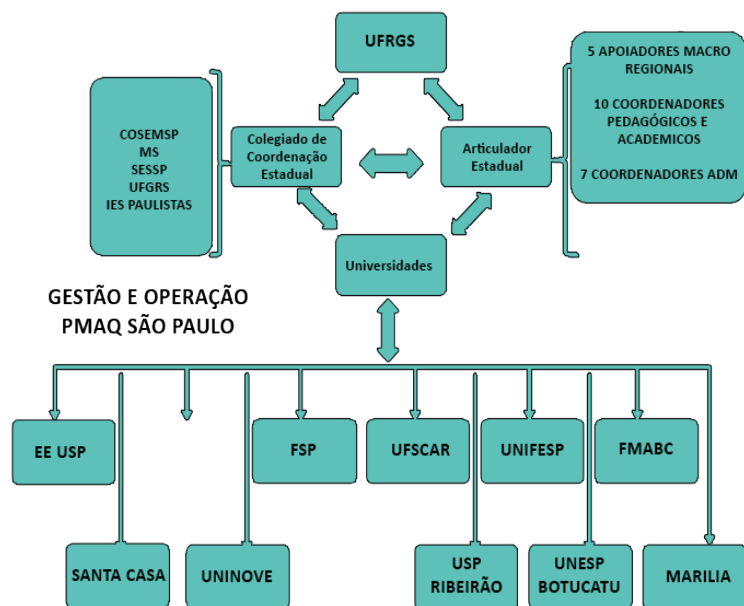 UFRGS
5 APOIADORES MACRO
REGIONAIS
10 COORDENADORES
PEDAGÓGICOS E
ACADEMICOS
7 COORDENADORES ADM
COSEMSP
MS
SESSP
UFGRS
IES PAULISTAS
Colegiado de
Coordenação
Estadual
Articulador
Estadual
Universidades
GESTÃO E OPERAÇÃO
PMAQ SÃO PAULO
EE USP
FSP
UFSCAR
UNIFESP
FMABC
SANTA CASA
UNINOVE
USP
RIBEIRÃO
UNESP
BOTUCATU
MARILIA